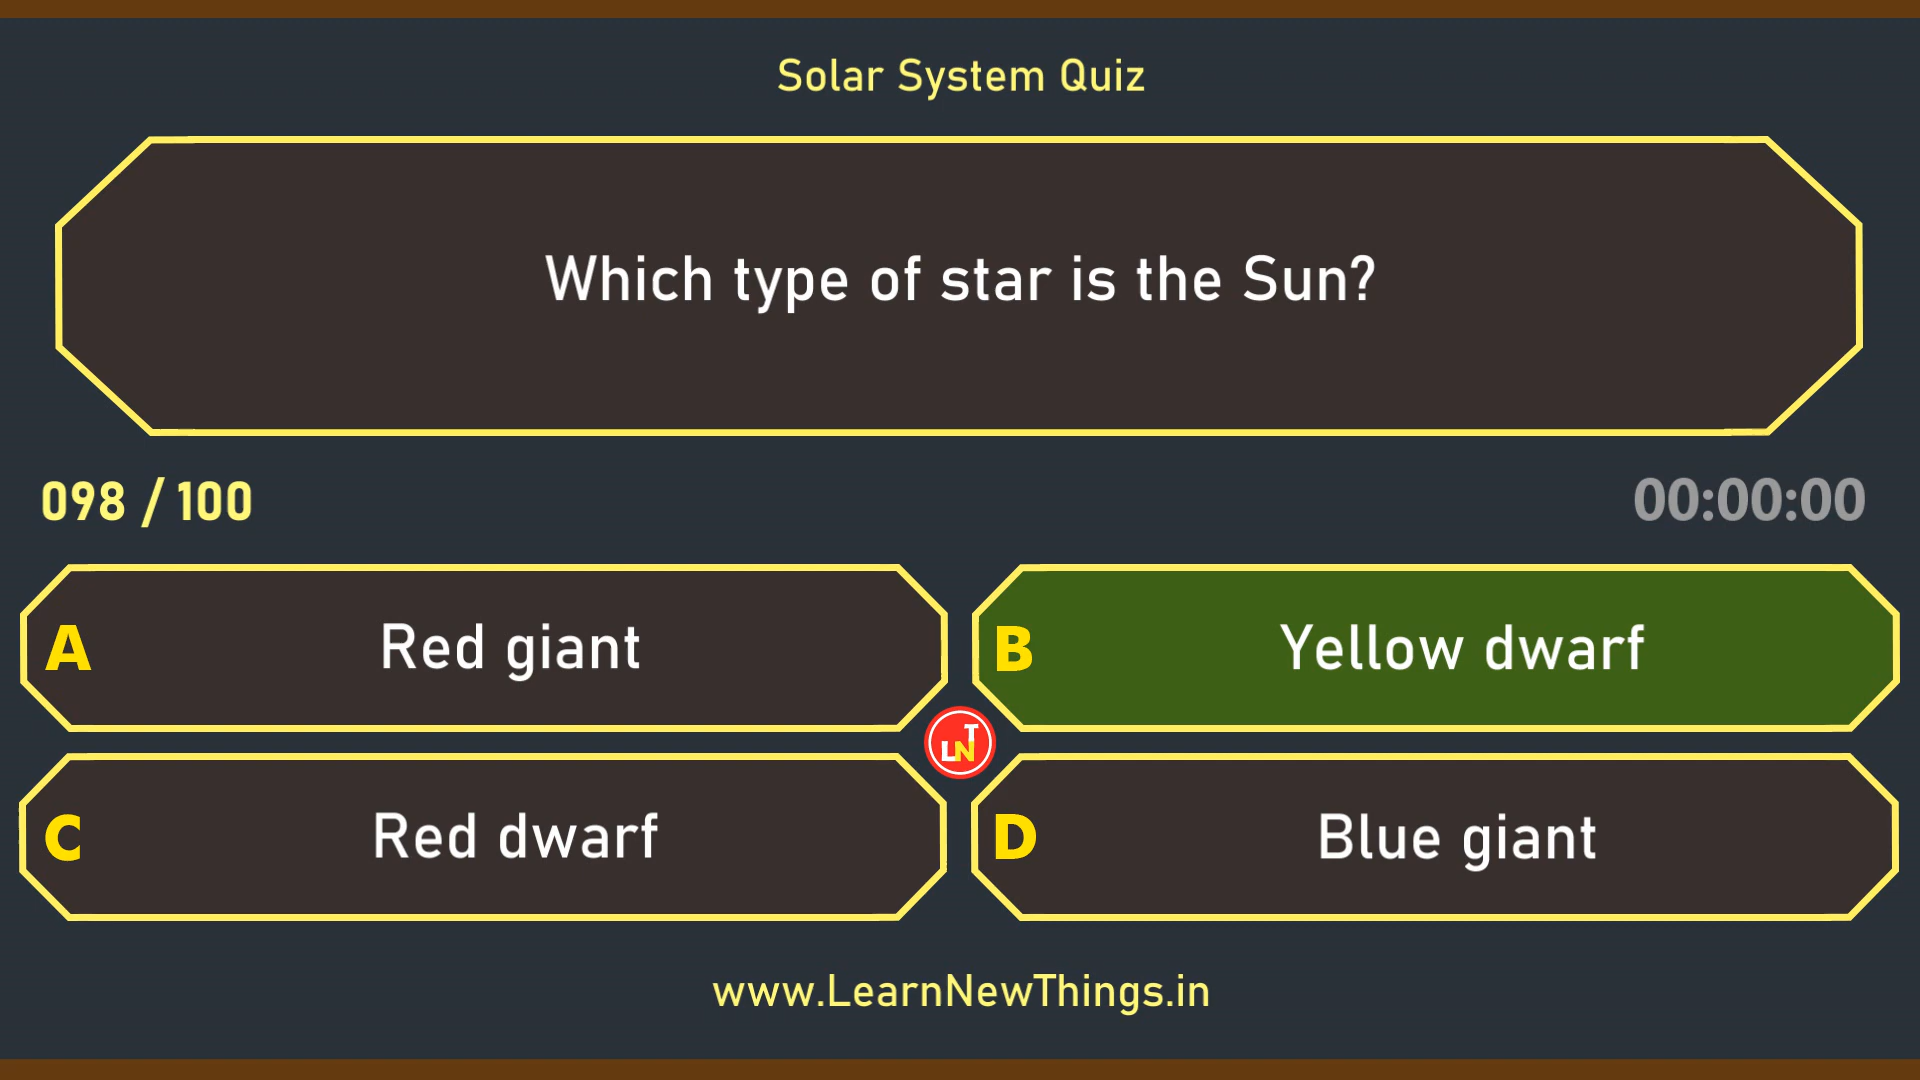 Solar System Quiz
Which type of star is the Sun?
098 / 100
00:00:00
A Red giant
B Yellow dwarf
LNT
C Red dwarf
D Blue giant
www.LearnNewThings.in